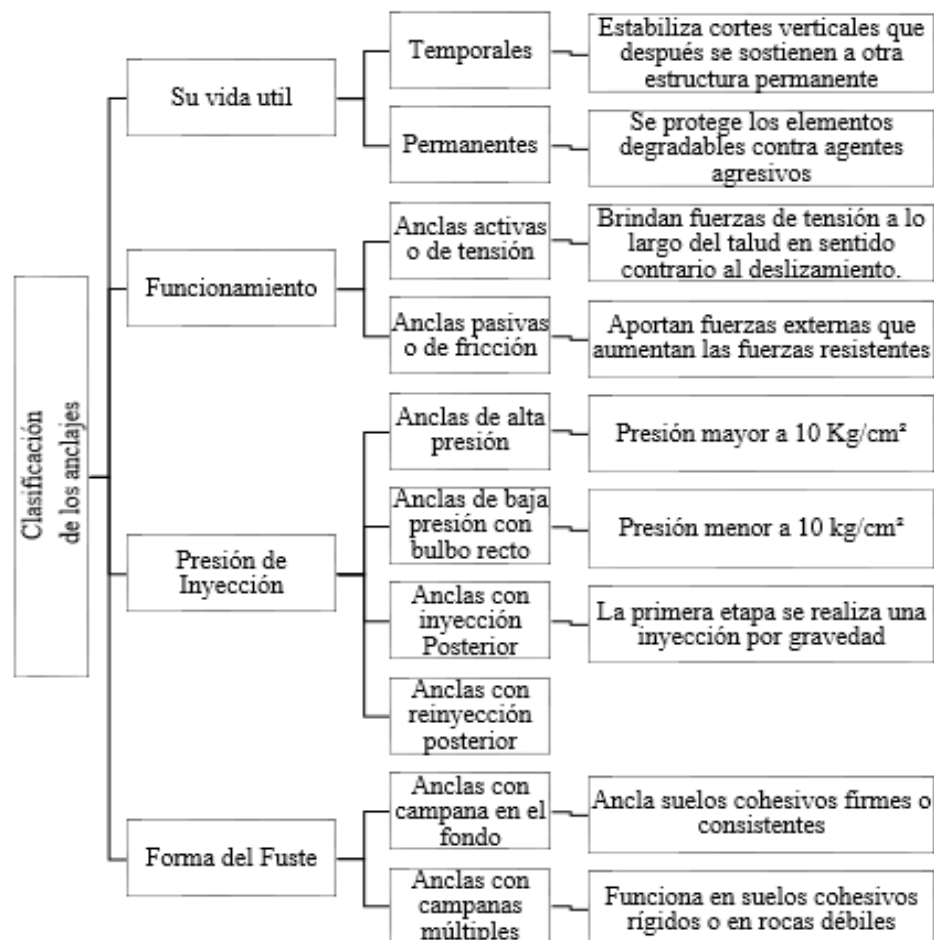 Clasificación
de los anclajes
Su vida util
Temporales
Estabiliza cortes verticales que
después se sostienen a otra
estructura permanente
Permanentes
Se protege los elementos
degradables contra agentes
agresivos
Funcionamiento
Anclas activas
o de tensión
Brindan fuerzas de tensión a lo
largo del talud en sentido
contrario al deslizamiento.
Anclas pasivas
o de fricción
Aportan fuerzas externas que
aumentan las fuerzas resistentes
Presión de
Inyección
Anclas de alta
presión
Presión mayor a 10 Kg/cm²
Anclas de baja
presión con
bulbo recto
Presión menor a 10 kg/cm²
Anclas con
inyección
Posterior
La primera etapa se realiza una
inyección por gravedad
Anclas con
reinyección
posterior
Forma del Fuste
Anclas con
campana en el
fondo
Ancla suelos cohesivos firmes o
consistentes
Anclas con
campanas
múltiples
Funciona en suelos cohesivos
rígidos o en rocas débiles